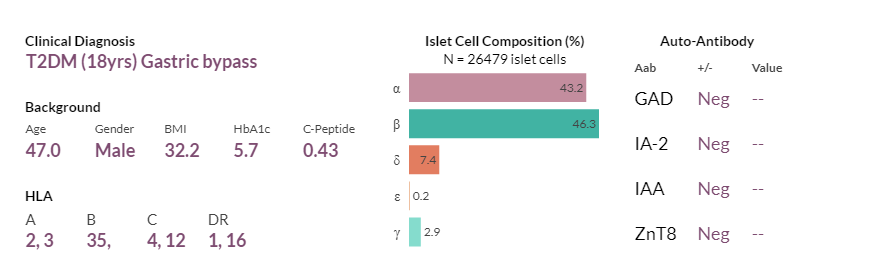 Clinical Diagnosis
T2DM (18yrs) Gastric bypass
Background
Age Gender BMI HbA1c C-Peptide
47.0 Male 32.2 5.7 0.43
HLA
A B C DR
2, 3 35, 4, 12 1, 16
Islet Cell Composition (%)
N = 26479 islet cells
α 43.2
β 46.3
δ 7.4
ε 0.2
γ 2.9
Auto-Antibody
Aab +/- Value
GAD Neg --
IA-2 Neg --
IAA Neg --
ZnT8 Neg --